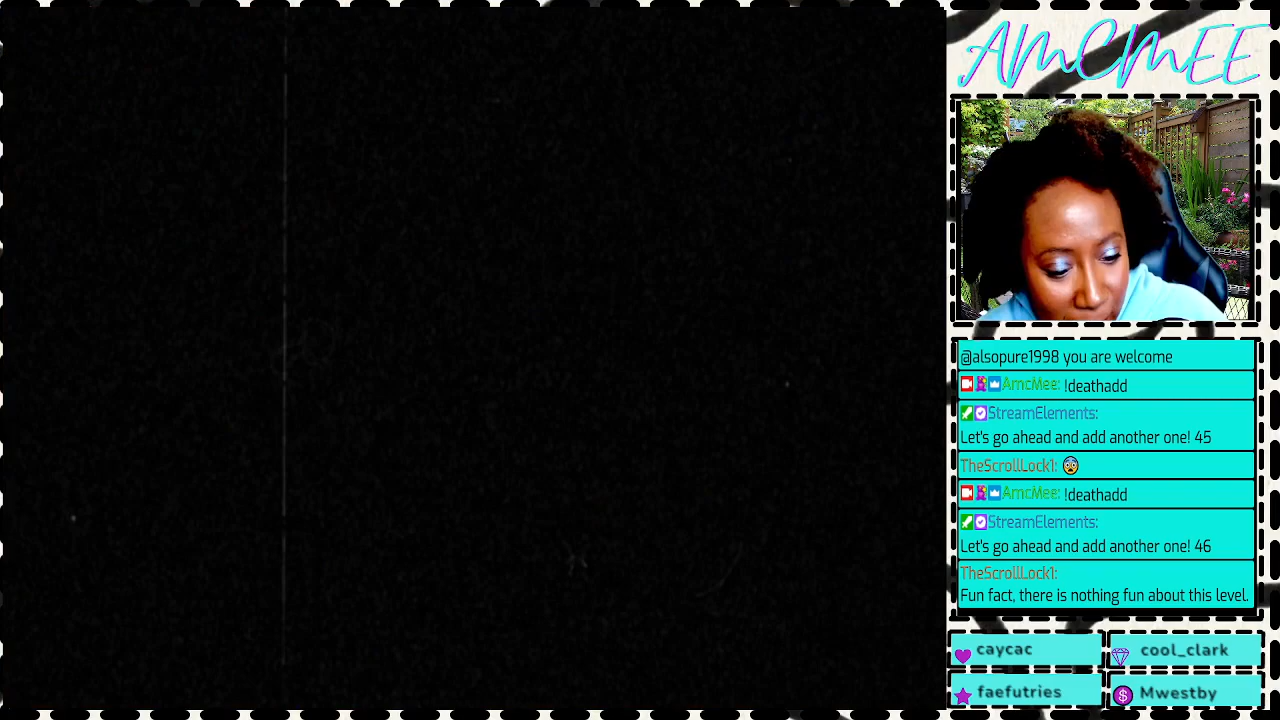 AMCMEE
@alsopure1998 you are welcome
AmcMee: !deathadd
StreamElements:
Let's go ahead and add another one! 45
TheScrollLock1: 😨
AmcMee: !deathadd
StreamElements:
Let's go ahead and add another one! 46
TheScrollLock1:
Fun fact, there is nothing fun about this level.
caycac
cool_clark
faefutries
Mwestby